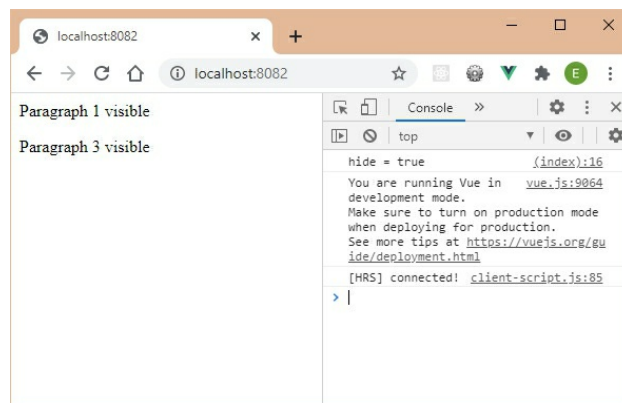 localhost:8082
localhost:8082
E
Paragraph 1 visible
Paragraph 3 visible
Console
top
hide = true (index):16
You are running Vue in vue.js:9064
development mode.
Make sure to turn on production mode
when deploying for production.
See more tips at https://vuejs.org/gu
ide/deployment.html
[HRS] connected! client-script.js:85